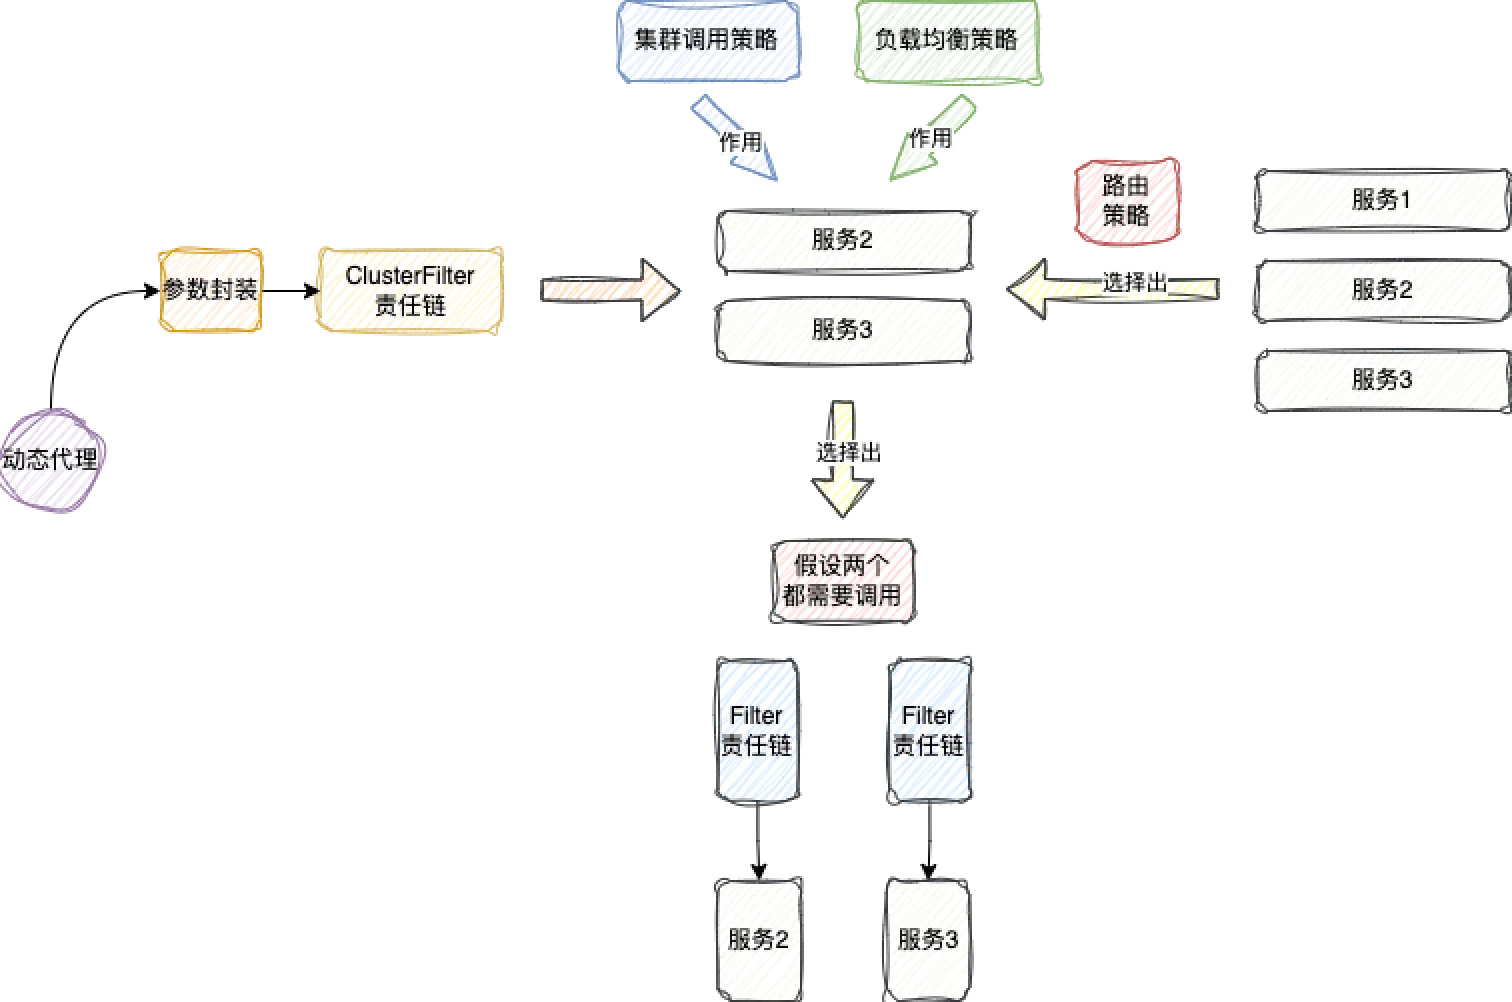 集群调用策略
负载均衡策略
作用
作用
路由
策略
服务1
服务2
服务3
选择出
服务2
服务3
参数封装
ClusterFilter
责任链
动态代理
选择出
假设两个
都需要调用
Filter
责任链
Filter
责任链
服务2
服务3